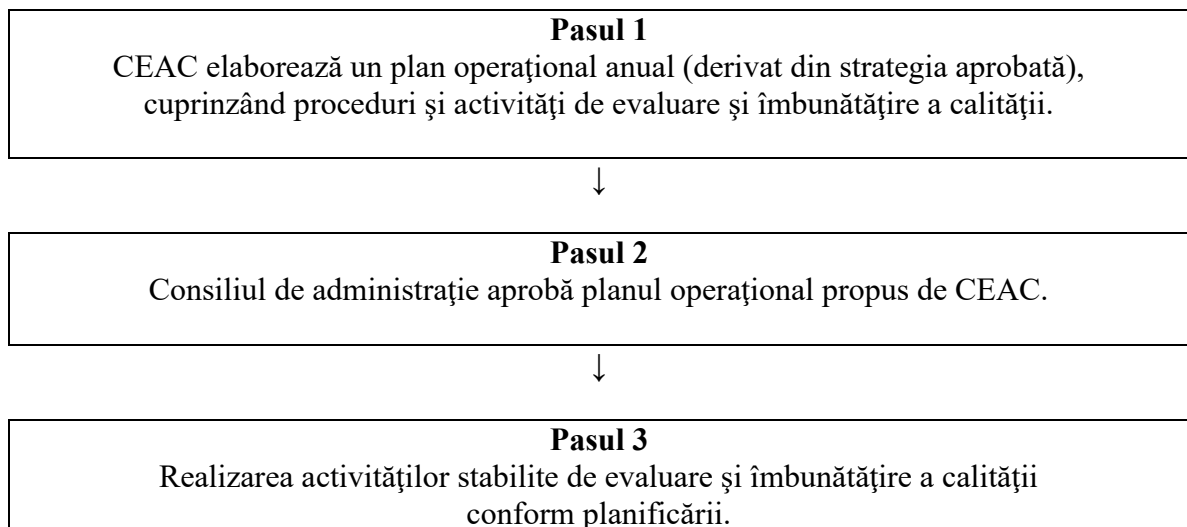 Pasul 1
CEAC elaborează un plan operaţional anual (derivat din strategia aprobată),
cuprinzând proceduri şi activităţi de evaluare şi îmbunătăţire a calităţii.
↓
Pasul 2
Consiliul de administraţie aprobă planul operaţional propus de CEAC.
↓
Pasul 3
Realizarea activităţilor stabilite de evaluare şi îmbunătăţire a calităţii
conform planificării.